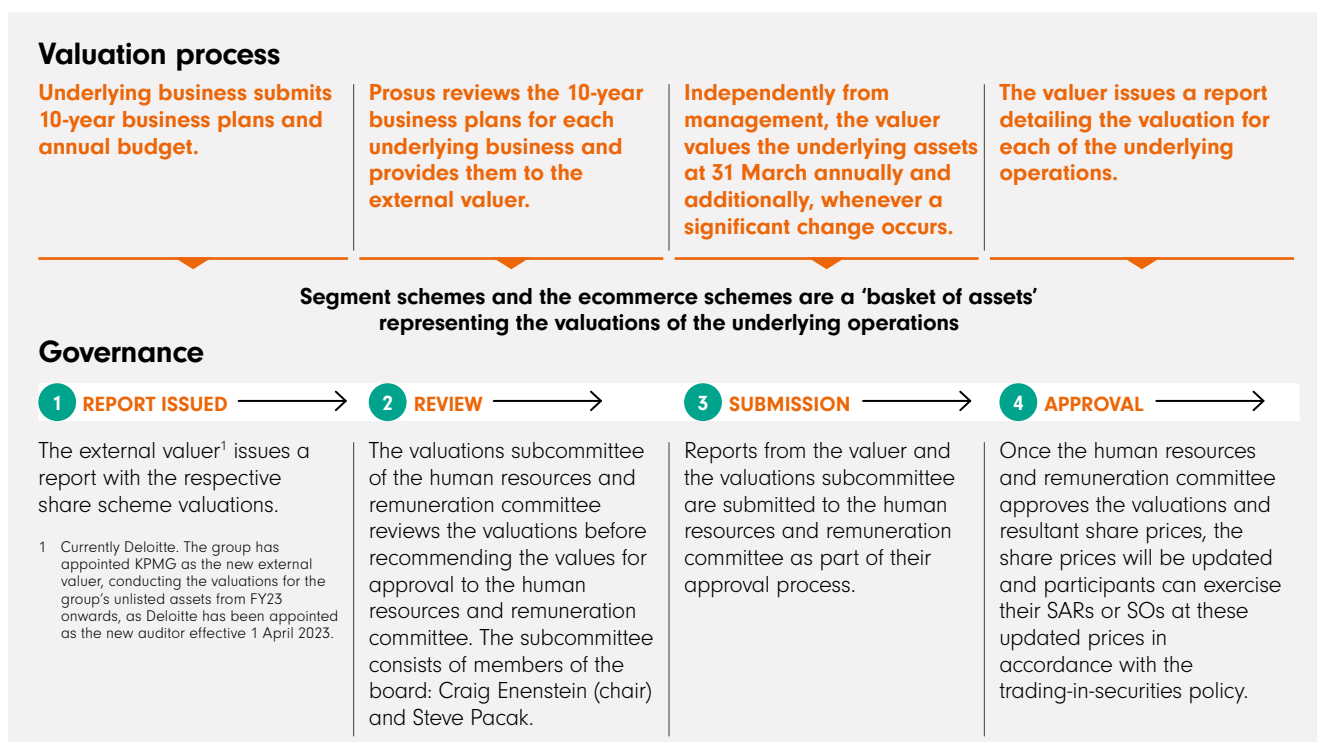 Valuation process
Underlying business submits
10-year business plans and
annual budget.
Prosus reviews the 10-year
business plans for each
underlying business and
provides them to the
external valuer.
Independently from
management, the valuer
values the underlying assets
at 31 March annually and
additionally, whenever a
significant change occurs.
The valuer issues a report
detailing the valuation for
each of the underlying
operations.
Segment schemes and the ecommerce schemes are a ‘basket of assets’
representing the valuations of the underlying operations
Governance
1 REPORT ISSUED
The external valuer1 issues a
report with the respective
share scheme valuations.
1 Currently Deloitte. The group has
appointed KPMG as the new external
valuer, conducting the valuations for the
group’s unlisted assets from FY23
onwards, as Deloitte has been appointed
as the new auditor effective 1 April 2023.
2 REVIEW
The valuations subcommittee
of the human resources and
remuneration committee
reviews the valuations before
recommending the values for
approval to the human
resources and remuneration
committee. The subcommittee
consists of members of the
board: Craig Enenstein (chair)
and Steve Pacak.
3 SUBMISSION
Reports from the valuer and
the valuations subcommittee
are submitted to the human
resources and remuneration
committee as part of their
approval process.
4 APPROVAL
Once the human resources
and remuneration committee
approves the valuations and
resultant share prices, the
share prices will be updated
and participants can exercise
their SARs or SOs at these
updated prices in
accordance with the
trading-in-securities policy.